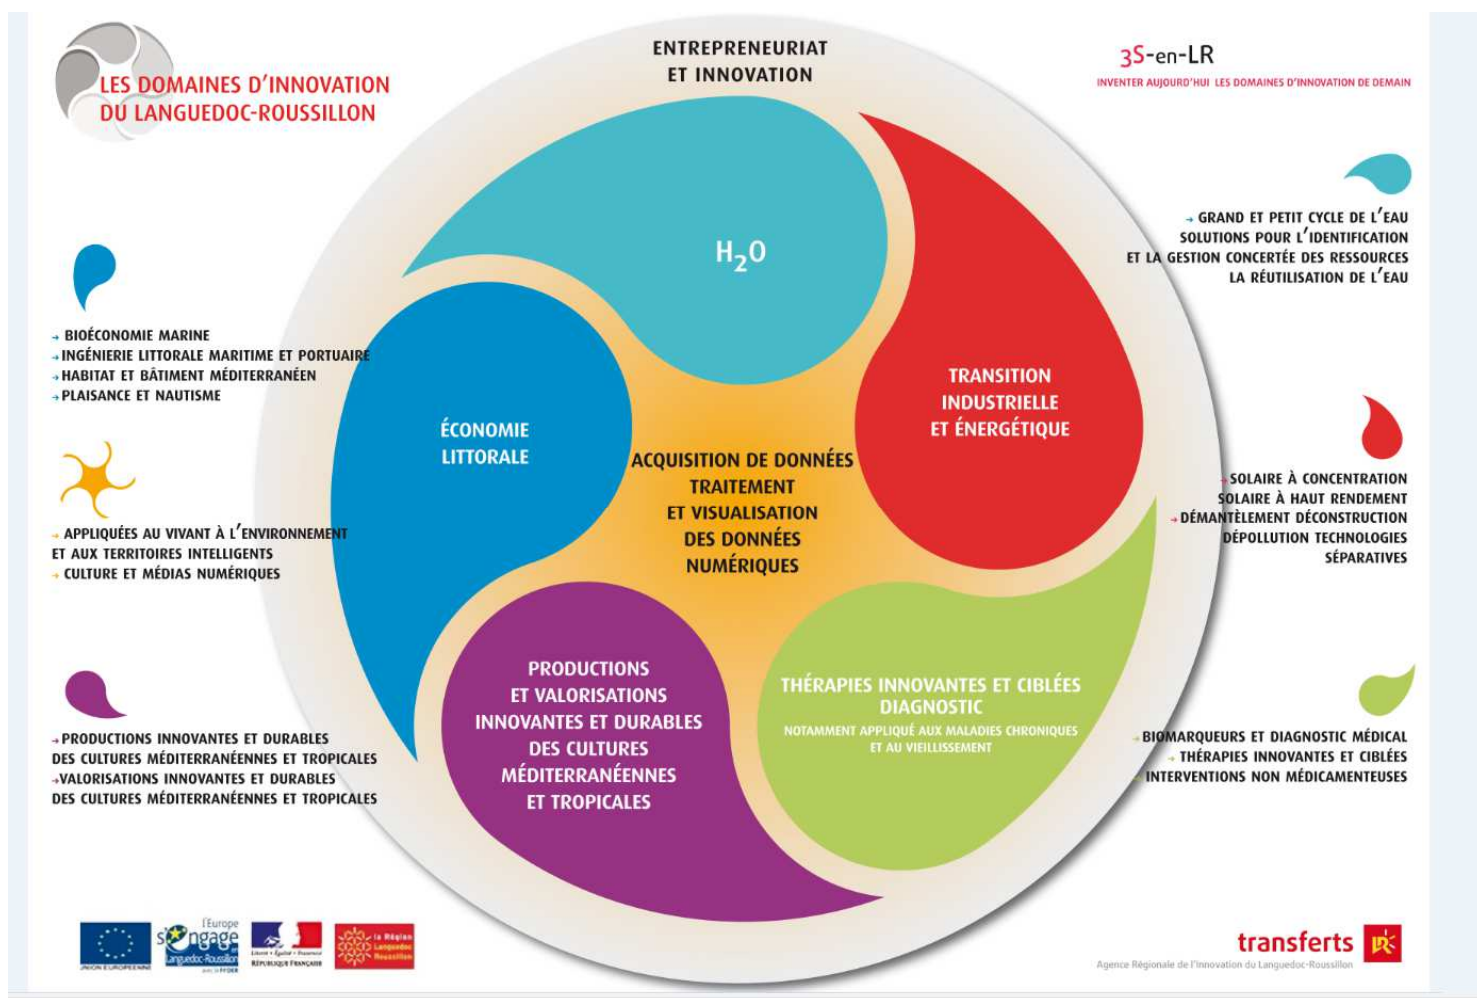 LES DOMAINES D'INNOVATION
DU LANGUEDOC-ROUSSILLON
ENTREPRENEURIAT
ET INNOVATION
3S-en-LR
INVENTER AUJOURD'HUI LES DOMAINES D'INNOVATION DE DEMAIN
H2O
TRANSITION
INDUSTRIELLE
ET ÉNERGÉTIQUE
ÉCONOMIE
LITTORALE
ACQUISITION DE DONNÉES
TRAITEMENT
ET VISUALISATION
DES DONNÉES
NUMÉRIQUES
PRODUCTIONS
ET VALORISATIONS
INNOVANTES ET DURABLES
DES CULTURES
MÉDITERRANÉENNES
ET TROPICALES
THÉRAPIES INNOVANTES ET CIBLÉES
DIAGNOSTIC
NOTAMMENT APPLIQUÉ AUX MALADIES CHRONIQUES
ET AU VIEILLISSEMENT
→ BIOÉCONOMIE MARINE
→ INGÉNIERIE LITTORALE MARITIME ET PORTUAIRE
→ HABITAT ET BÂTIMENT MÉDITERRANÉEN
→ PLAISANCE ET NAUTISME
→ APPLIQUÉES AU VIVANT À L'ENVIRONNEMENT
ET AUX TERRITOIRES INTELLIGENTS
→ CULTURE ET MÉDIAS NUMÉRIQUES
→ PRODUCTIONS INNOVANTES ET DURABLES
DES CULTURES MÉDITERRANÉENNES ET TROPICALES
→ VALORISATIONS INNOVANTES ET DURABLES
DES CULTURES MÉDITERRANÉENNES ET TROPICALES
→ GRAND ET PETIT CYCLE DE L'EAU
SOLUTIONS POUR L'IDENTIFICATION
ET LA GESTION CONCERTÉE DES RESSOURCES
LA RÉUTILISATION DE L'EAU
→ SOLAIRE À CONCENTRATION
SOLAIRE À HAUT RENDEMENT
→ DÉMANTÈLEMENT DÉCONSTRUCTION
DÉPOLLUTION TECHNOLOGIES
SÉPARATIVES
→ BIOMARQUEURS ET DIAGNOSTIC MÉDICAL
→ THÉRAPIES INNOVANTES ET CIBLÉES
→ INTERVENTIONS NON MÉDICAMENTEUSES
UNION EUROPEENNE
l'Europe
s'engage
Languedoc-Roussillon
avec le FEDER
Liberté • Égalité • Fraternité
RÉPUBLIQUE FRANÇAISE
la Région
Languedoc
Roussillon
transferts
LR
Agence Régionale de l'Innovation du Languedoc-Roussillon